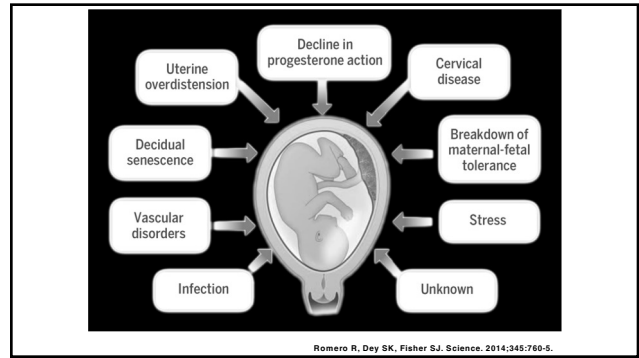 Decline in
progesterone action
Uterine
overdistension
Cervical
disease
Decidual
senescence
Breakdown of
maternal-fetal
tolerance
Vascular
disorders
Stress
Infection
Unknown
Romero R, Dey SK, Fisher SJ. Science. 2014;345:760-5.